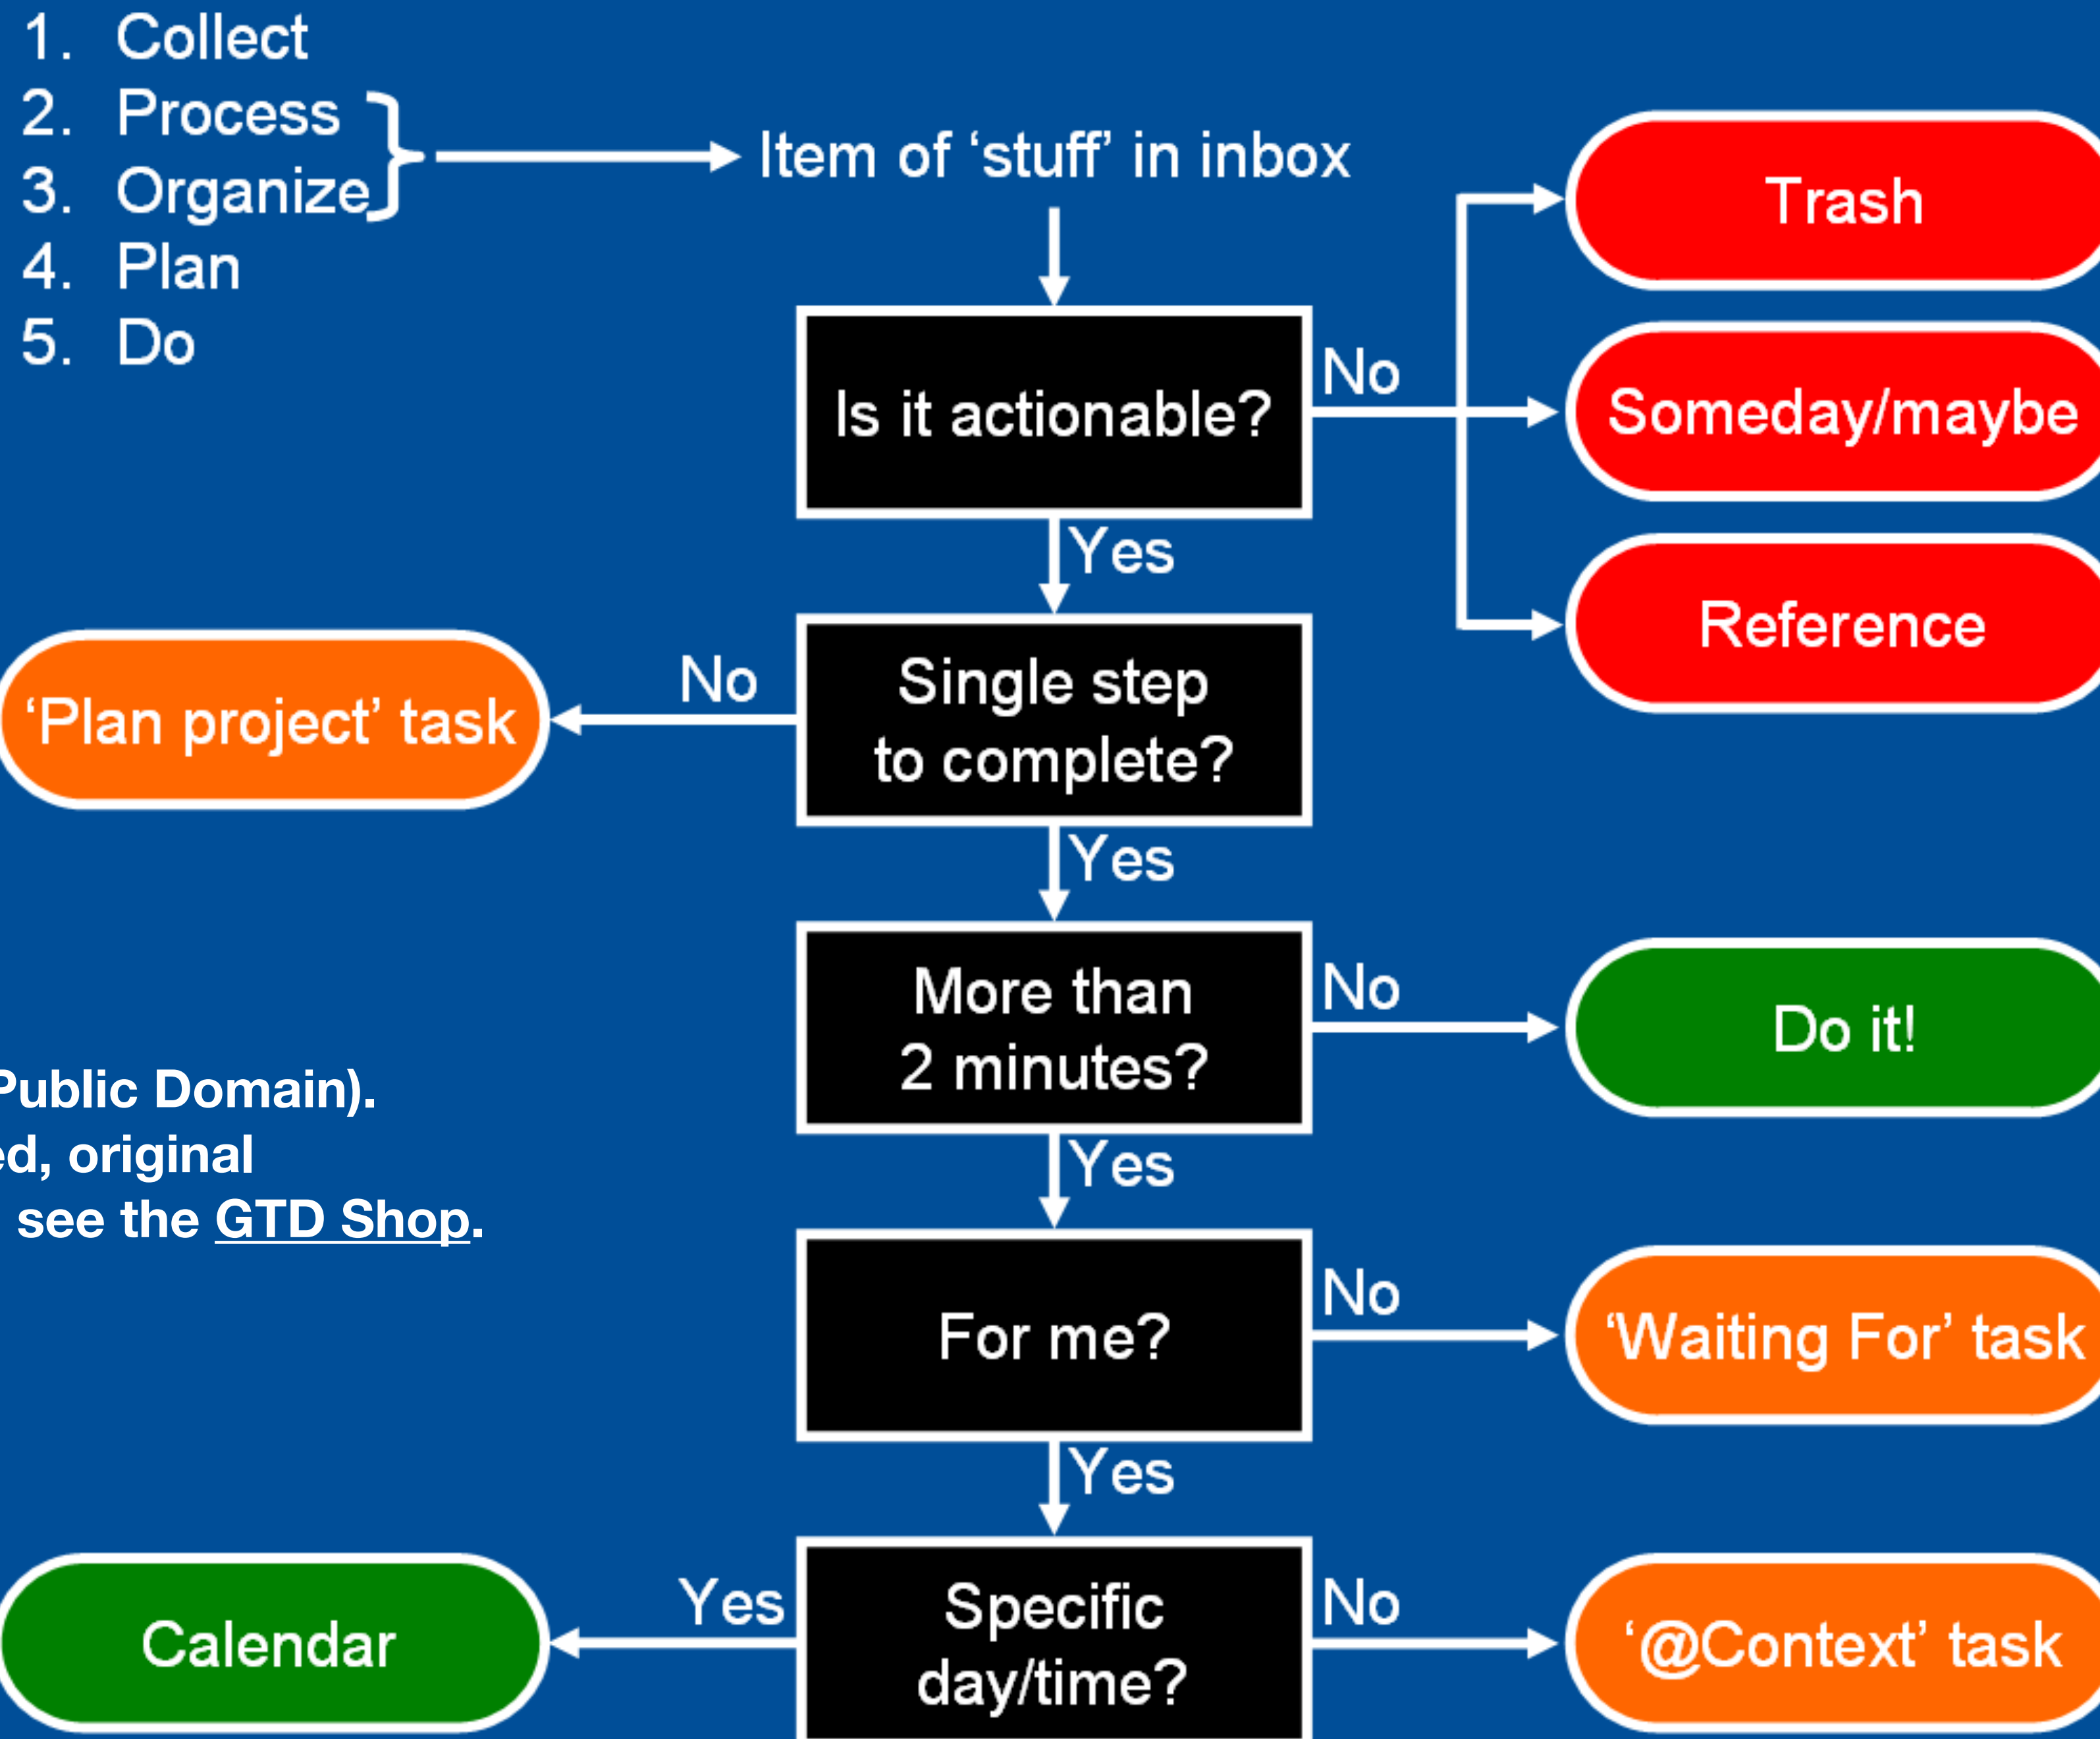 1. Collect
2. Process
3. Organize
4. Plan
5. Do
Item of ‘stuff’ in inbox
Trash
Is it actionable?
No
Someday/maybe
Yes
Reference
‘Plan project’ task
No
Single step
to complete?
Yes
More than
2 minutes?
No
Do it!
Public Domain).
ed, original
see the GTD Shop.
Yes
For me?
No
‘Waiting For’ task
Yes
Calendar
Yes
Specific
day/time?
No
‘@Context’ task